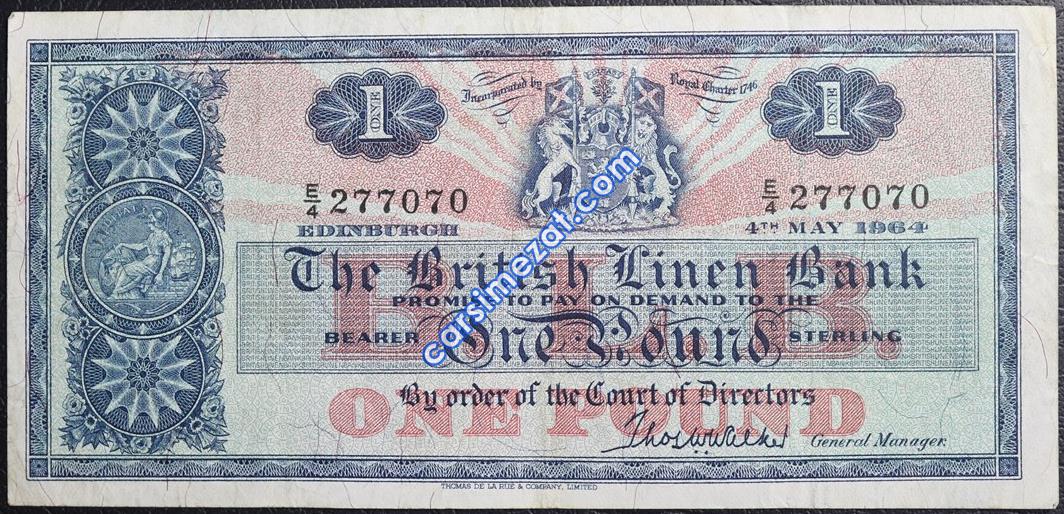 1 ONE
Incorporated by Royal Charter 1746
1 ONE
E/4 277070
E/4 277070
EDINBURGH
4TH MAY 1964
The British Linen Bank
PROMISE TO PAY ON DEMAND TO THE
BEARER One Pound STERLING
B.L.B.
By order of the Court of Directors
ONE POUND
Thos W Walker
General Manager.
THOMAS DE LA RUE & COMPANY, LIMITED
carsimezat.com